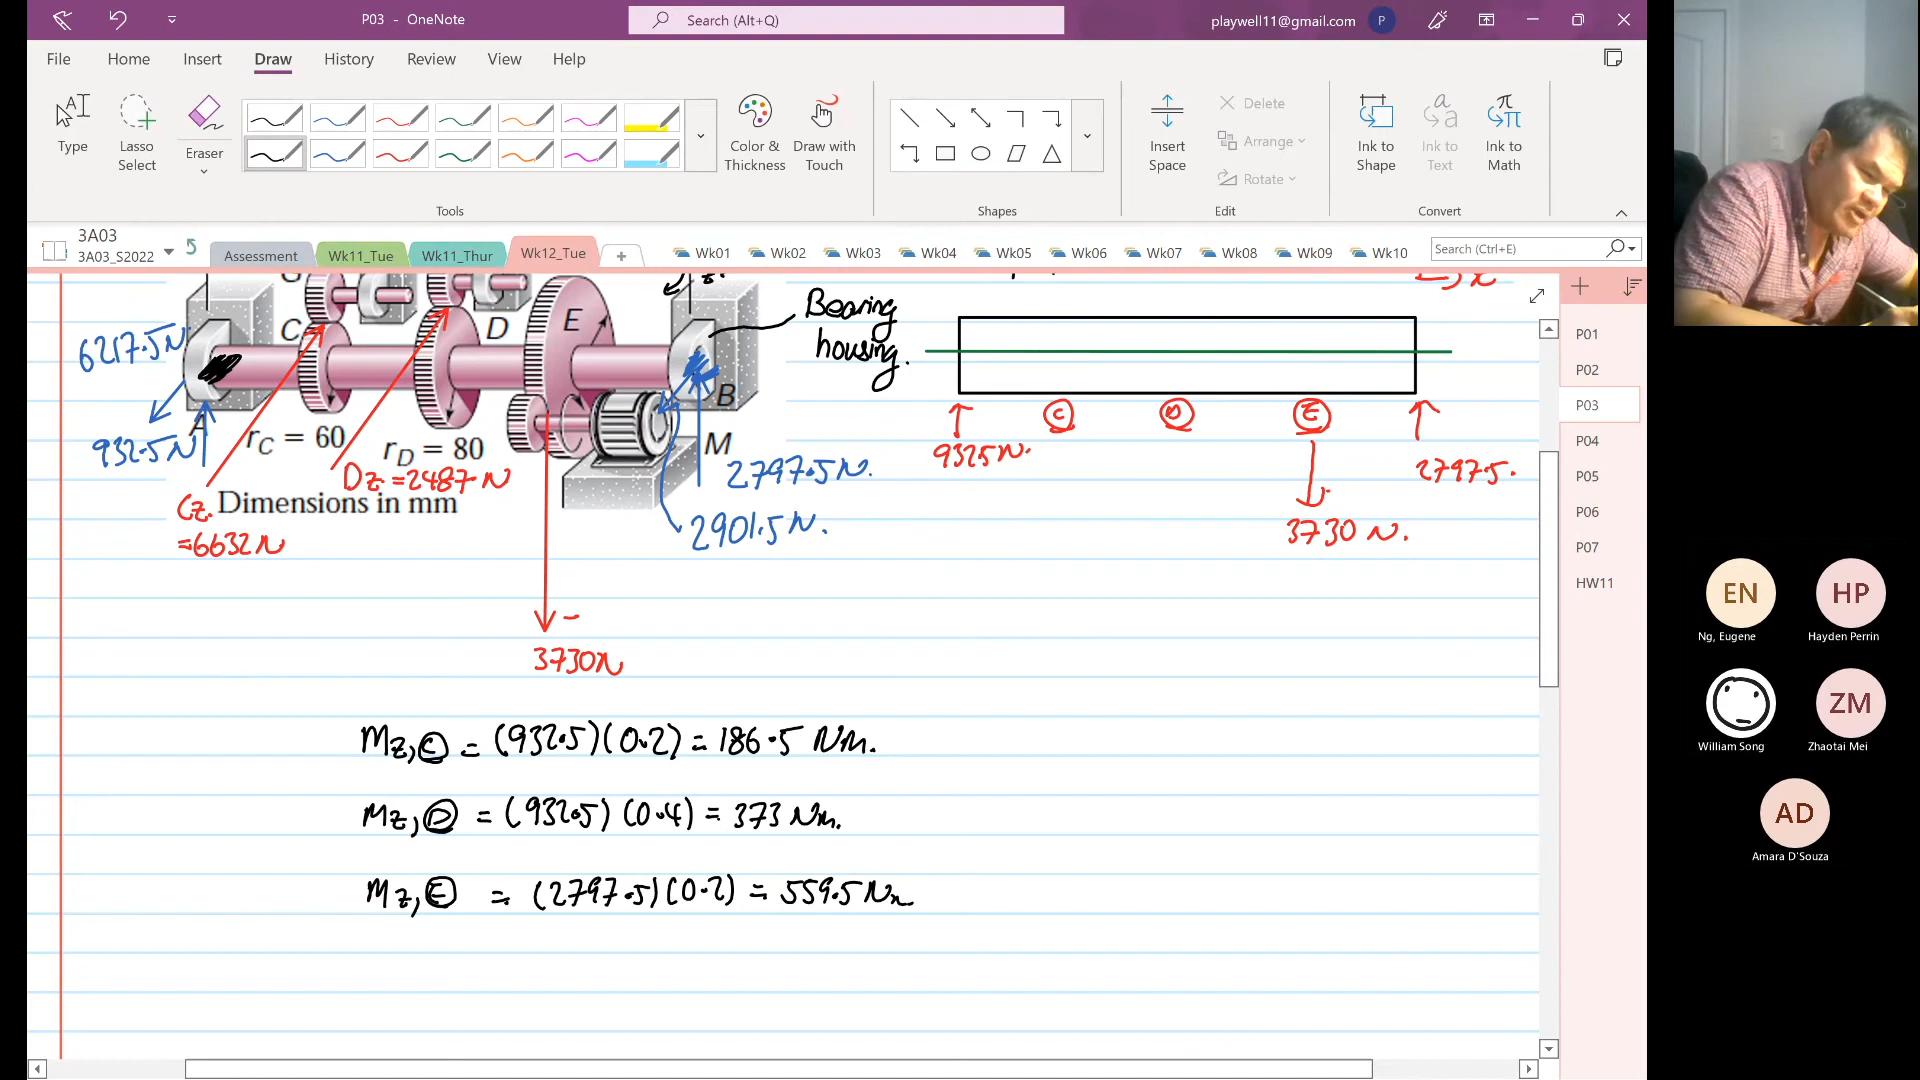 P03 - OneNote
Search (Alt+Q)
playwell11@gmail.com
P
File
Home
Insert
Draw
History
Review
View
Help
Type
Lasso Select
Eraser
Color & Thickness
Draw with Touch
Insert Space
Delete
Arrange
Rotate
Ink to Shape
Ink to Text
Ink to Math
Tools
Shapes
Edit
Convert
3A03
3A03_S2022
Assessment
Wk11_Tue
Wk11_Thur
Wk12_Tue
Wk01
Wk02
Wk03
Wk04
Wk05
Wk06
Wk07
Wk08
Wk09
Wk10
Search (Ctrl+E)
P01
P02
P03
P04
P05
P06
P07
HW11
6217.5N
932.5N
A
C
D
E
B
M
Bearing housing.
rC = 60
rD = 80
Dz = 2487 N
Cz. = 6632 N
Dimensions in mm
2797.5 N.
2901.5 N.
3730N
x
C
D
E
9325 N.
2797.5.
3730 N.
Mz,C = (932.5)(0.2) = 186.5 Nm.
Mz,D = (932.5)(0.4) = 373 Nm.
Mz,E = (2797.5)(0.2) = 559.5 Nm
EN
Ng, Eugene
HP
Hayden Perrin
William Song
ZM
Zhaotai Mei
AD
Amara D'Souza